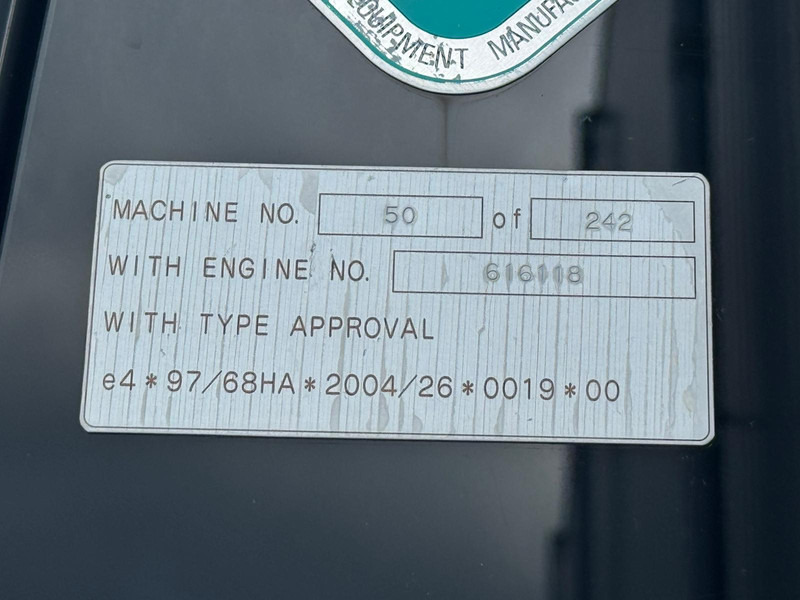 EQUIPMENT MANUFAC
MACHINE NO. 50 of 242
WITH ENGINE NO. 616118
WITH TYPE APPROVAL
e4*97/68HA*2004/26*0019*00